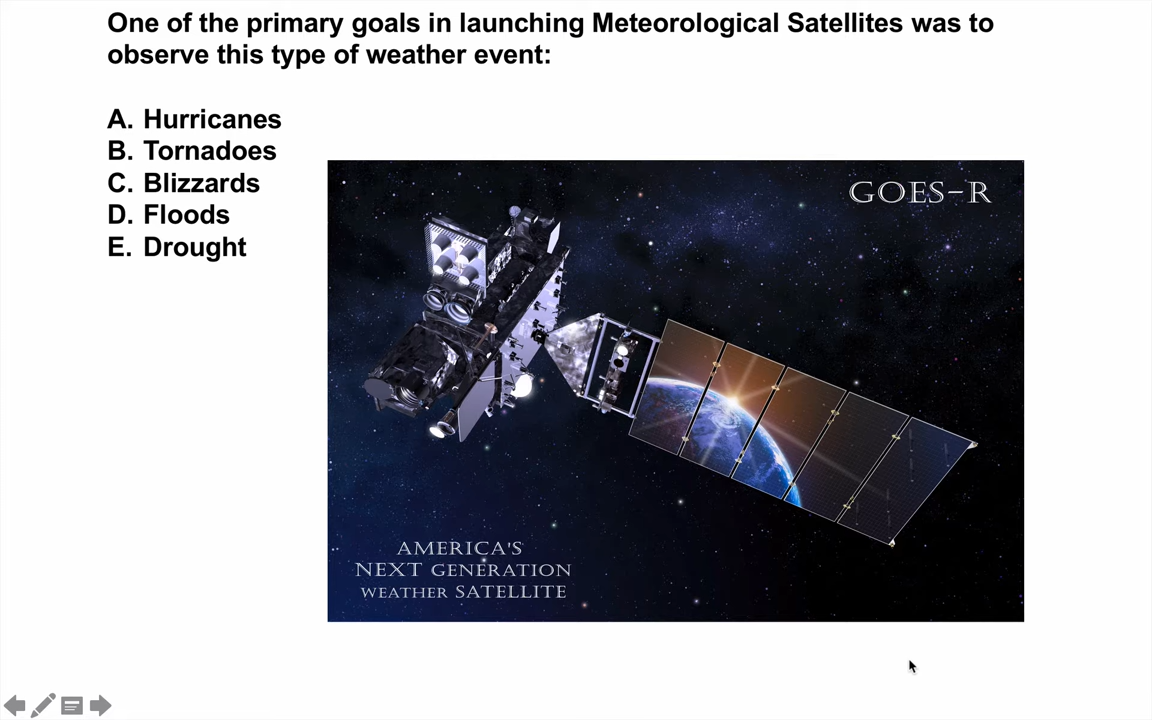 One of the primary goals in launching Meteorological Satellites was to
observe this type of weather event:
A. Hurricanes
B. Tornadoes
C. Blizzards
D. Floods
E. Drought
GOES-R
AMERICA'S
NEXT GENERATION
WEATHER SATELLITE